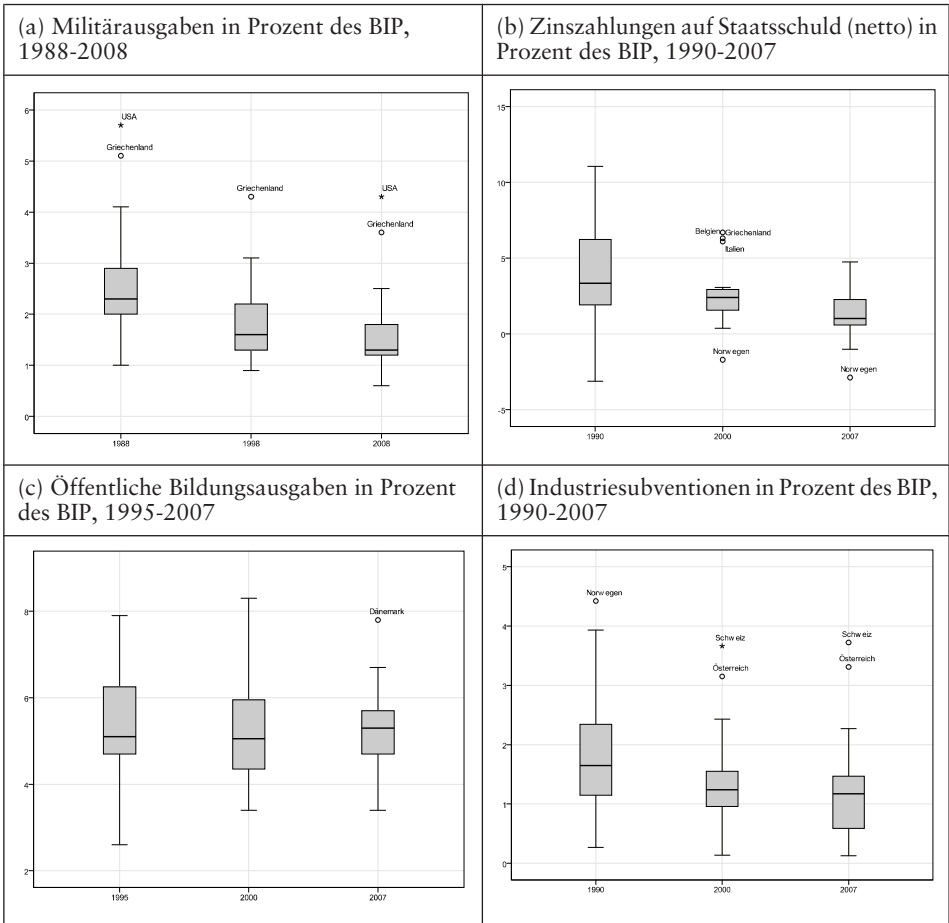 (a) Militärausgaben in Prozent des BIP,
1988-2008
6
5
4
3
2
1
0
USA
Griechenland
Griechenland
USA
Griechenland
1988
1998
2008
(b) Zinszahlungen auf Staatsschuld (netto) in
Prozent des BIP, 1990-2007
15
10
5
0
-5
Belgien
Griechenland
Italien
Norwegen
Norwegen
1990
2000
2007
(c) Öffentliche Bildungsausgaben in Prozent
des BIP, 1995-2007
8
6
4
2
Dänemark
1995
2000
2007
(d) Industriesubventionen in Prozent des BIP,
1990-2007
5
4
3
2
1
0
Norwegen
Schweiz
Österreich
Schweiz
Österreich
1990
2000
2007